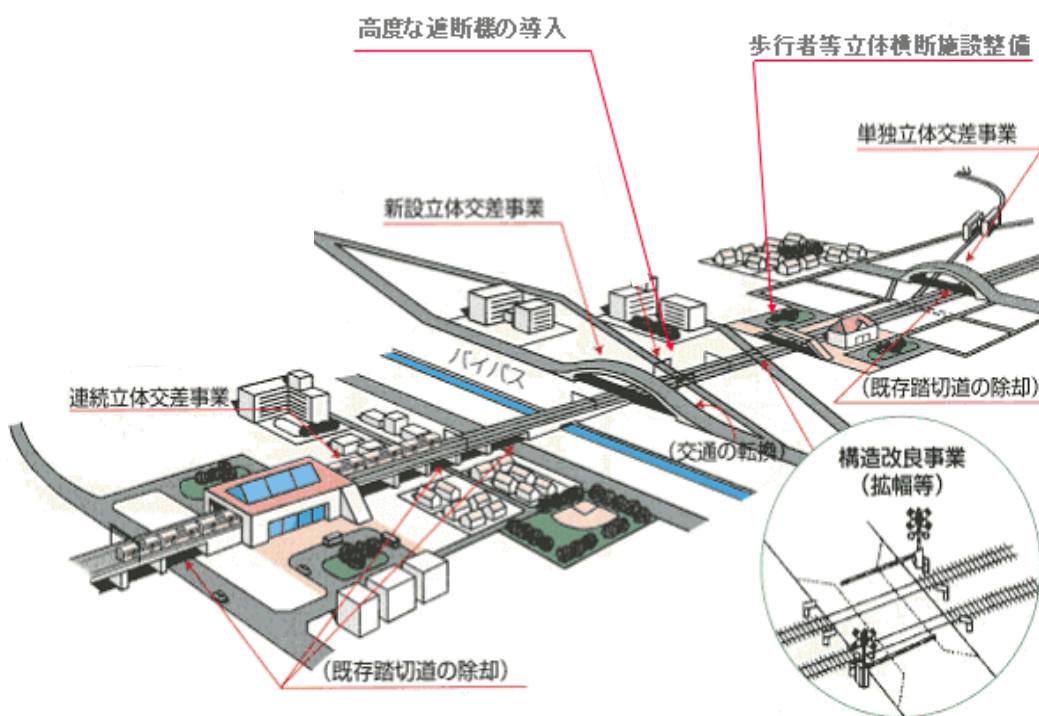 高度な遮断機の導入
歩行者等立体横断施設整備
単独立体交差事業
新設立体交差事業
バイパス
連続立体交差事業
(既存踏切道の除却)
(交通の転換)
構造改良事業
(拡幅等)
(既存踏切道の除却)